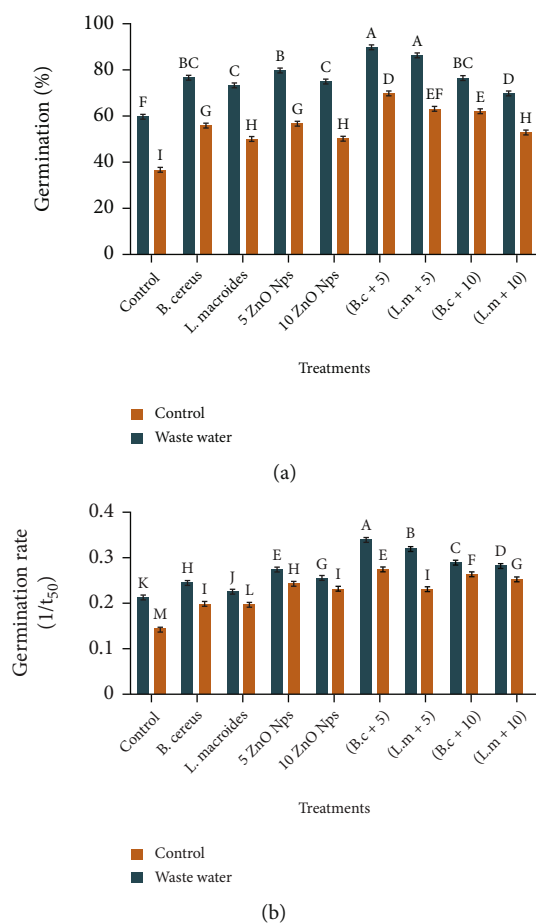 100
80
60
40
20
0
Germination (%)
F
I
BC
G
C
H
B
G
C
H
A
D
A
EF
BC
E
D
H
Control
B. cereus
L. macroides
5 ZnO Nps
10 ZnO Nps
(B.c + 5)
(L.m + 5)
(B.c + 10)
(L.m + 10)
Treatments
Control
Waste water
(a)
0.4
0.3
0.2
0.1
0
Germination rate
(1/t50)
K
M
H
I
J
L
E
H
G
I
A
E
B
I
C
F
D
G
Control
B. cereus
L. macroides
5 ZnO Nps
10 ZnO Nps
(B.c + 5)
(L.m + 5)
(B.c + 10)
(L.m + 10)
Treatments
Control
Waste water
(b)